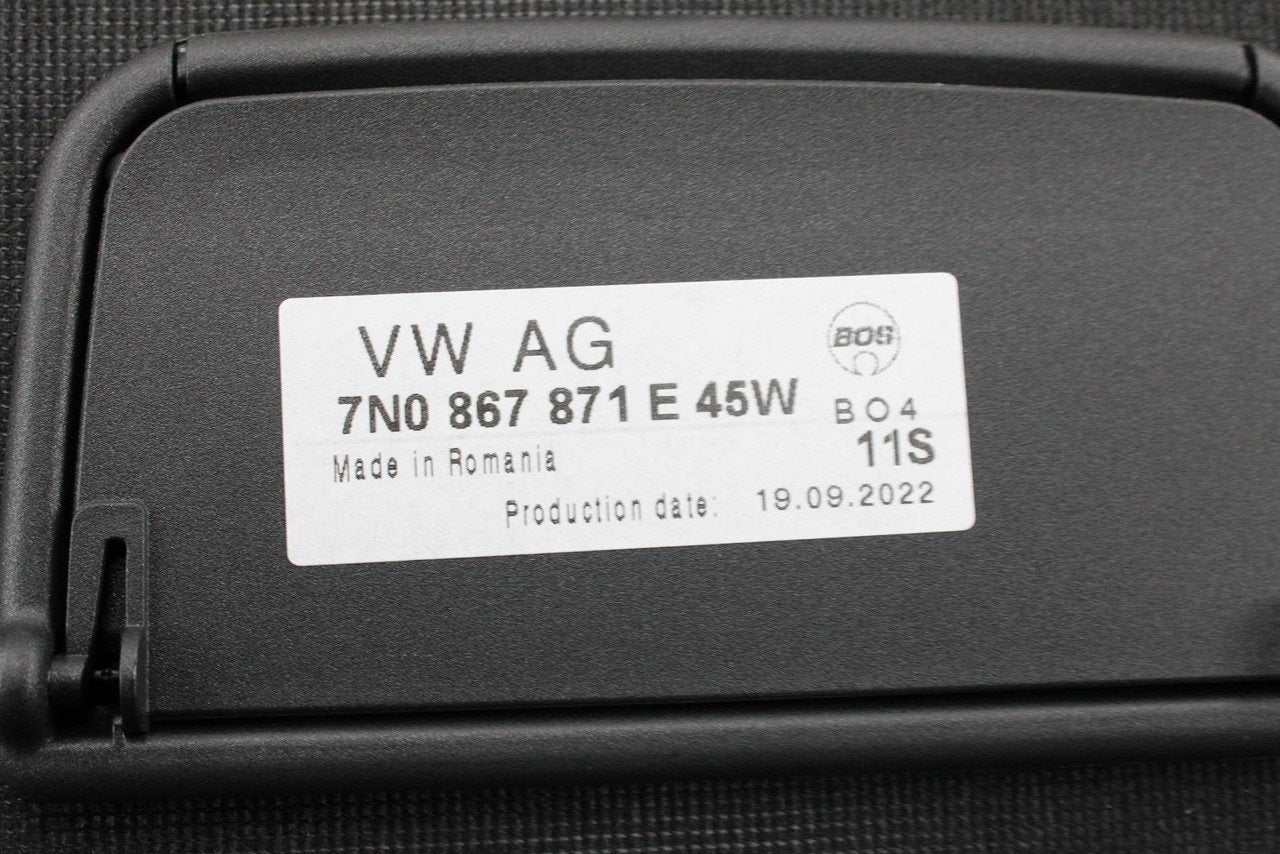 VW AG
BOS
7N0 867 871 E 45W
BO4
Made in Romania
11S
Production date: 19.09.2022